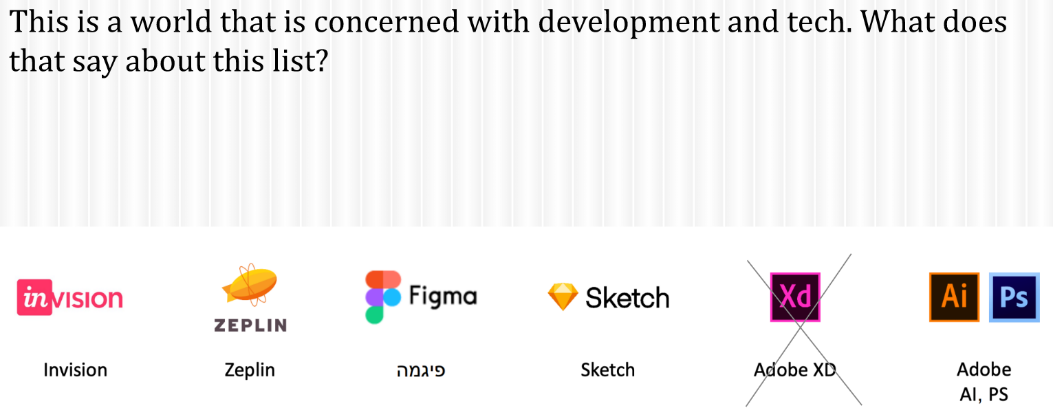 This is a world that is concerned with development and tech. What does
that say about this list?
invision
ZEPLIN
Figma
Sketch
Xd
Ai
Ps
Invision
Zeplin
פיגמה
Sketch
Adobe XD
Adobe
AI, PS